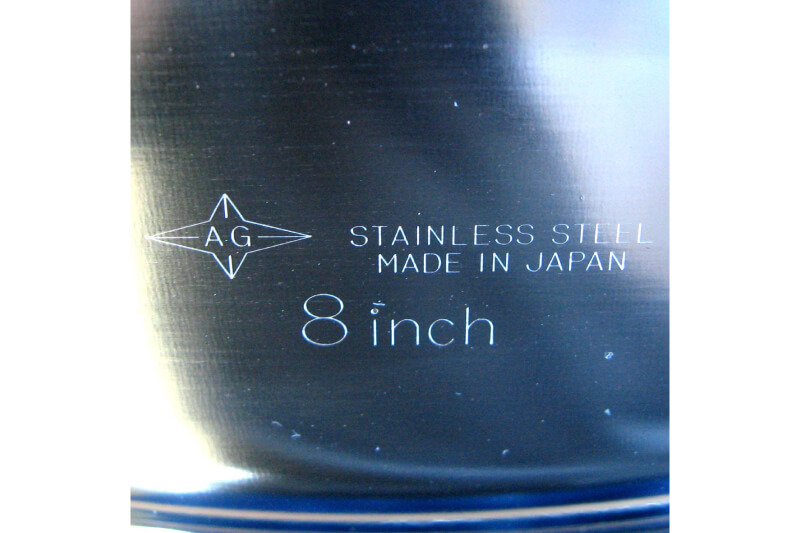 AG
STAINLESS STEEL
MADE IN JAPAN
8 inch